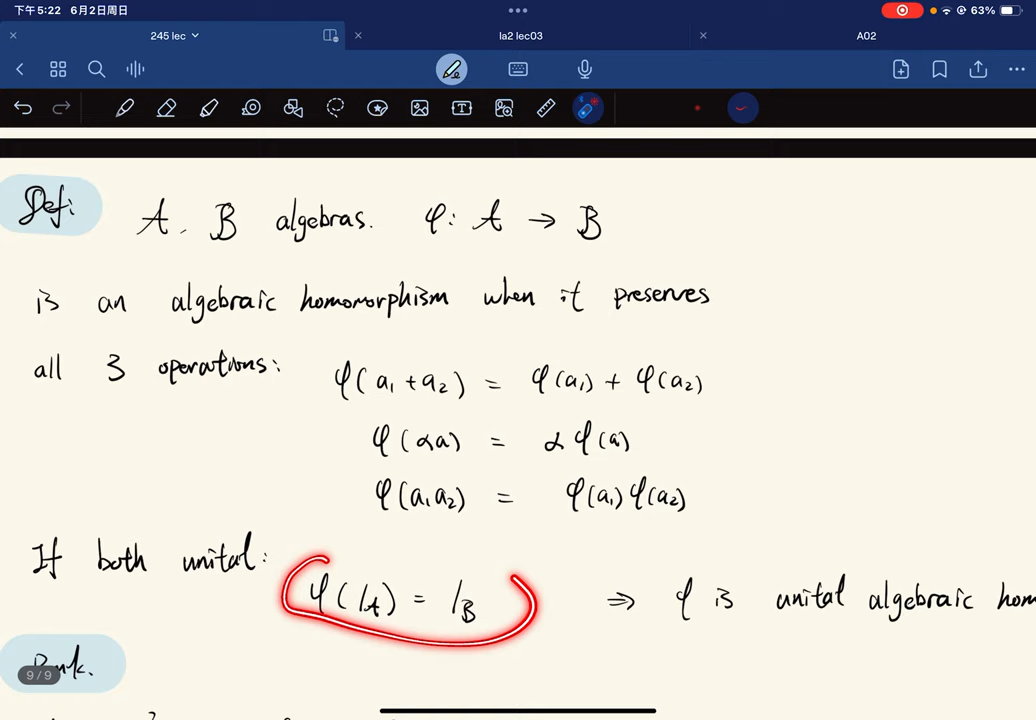 下午5:22 6月2日周日
63%
245 lec
la2 lec03
A02
Def:
A, B algebras. φ: A → B
is an algebraic homomorphism when it preserves
all 3 operations:
φ(a₁ + a₂) = φ(a₁) + φ(a₂)
φ(αa) = αφ(a)
φ(a₁a₂) = φ(a₁)φ(a₂)
If both unital:
φ(1_A) = 1_B ⇒ φ is unital algebraic hom
Rmk.
9/9